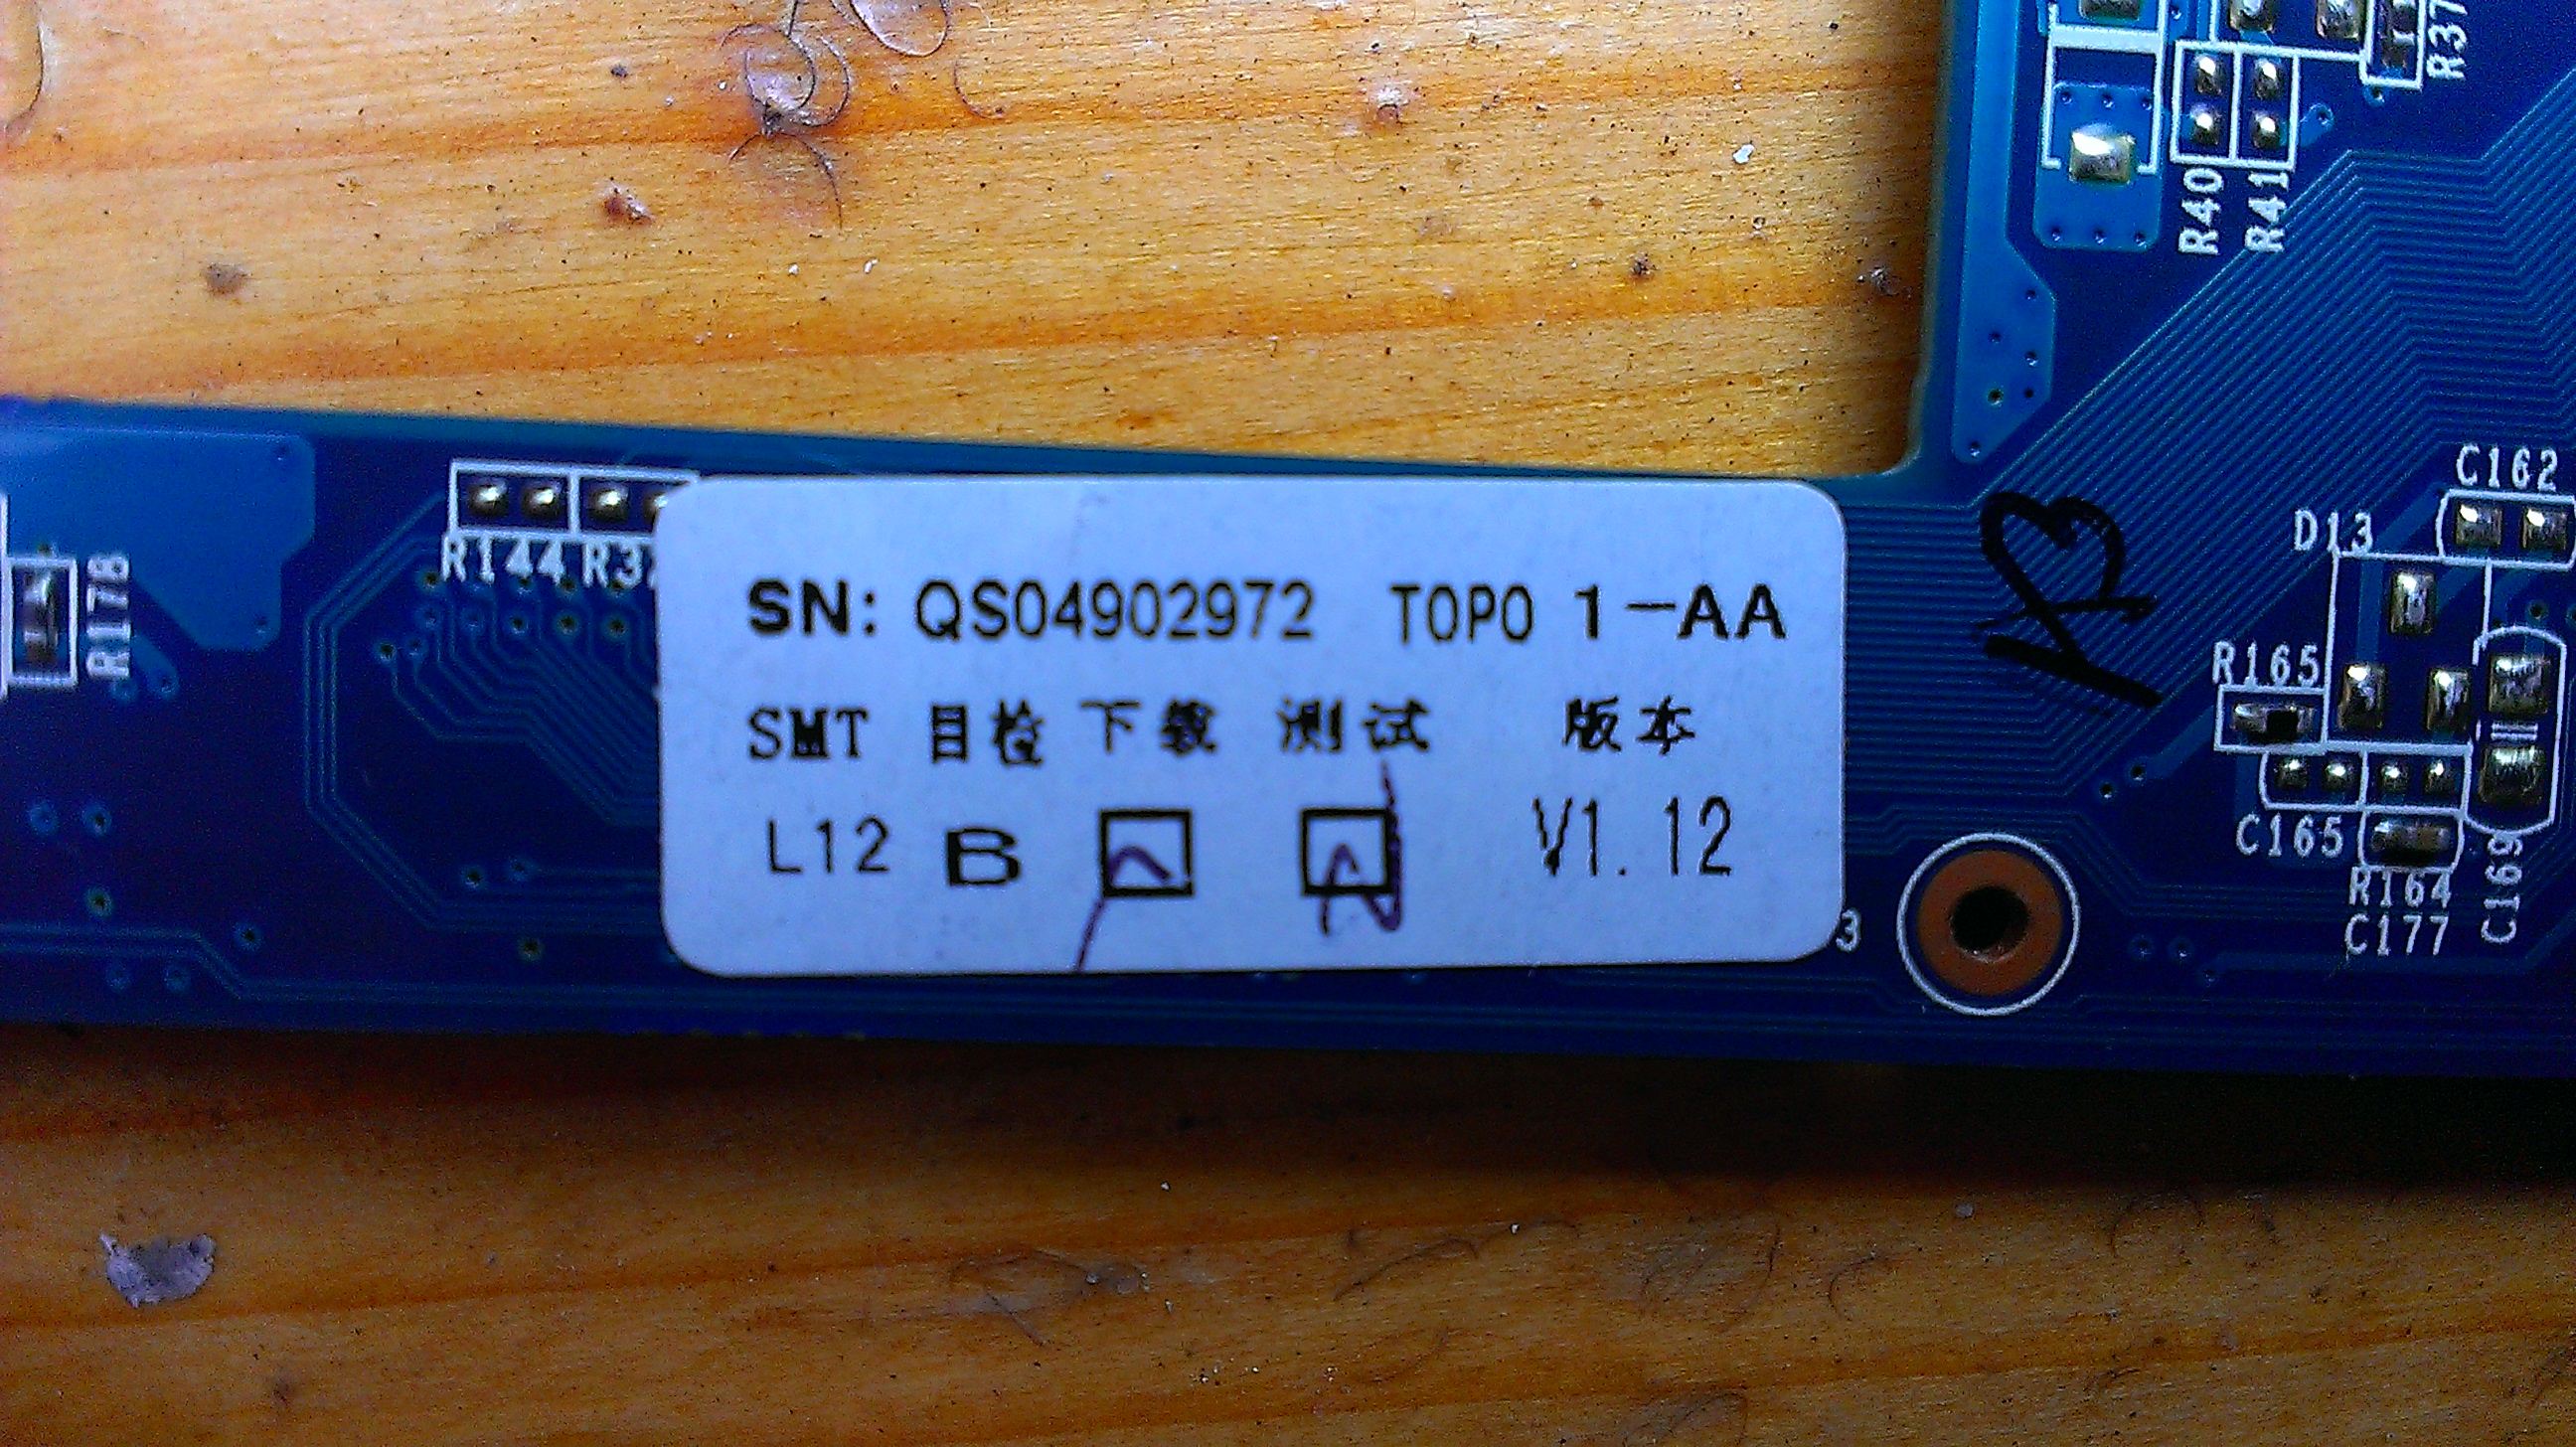 R40
R41
C162
D13
R144
R178
SN: QS04902972 TOPO 1-AA
R165
SMT 目检 下载 测试 版本
L12 B V1.12
C165
R164
C169
C177
3